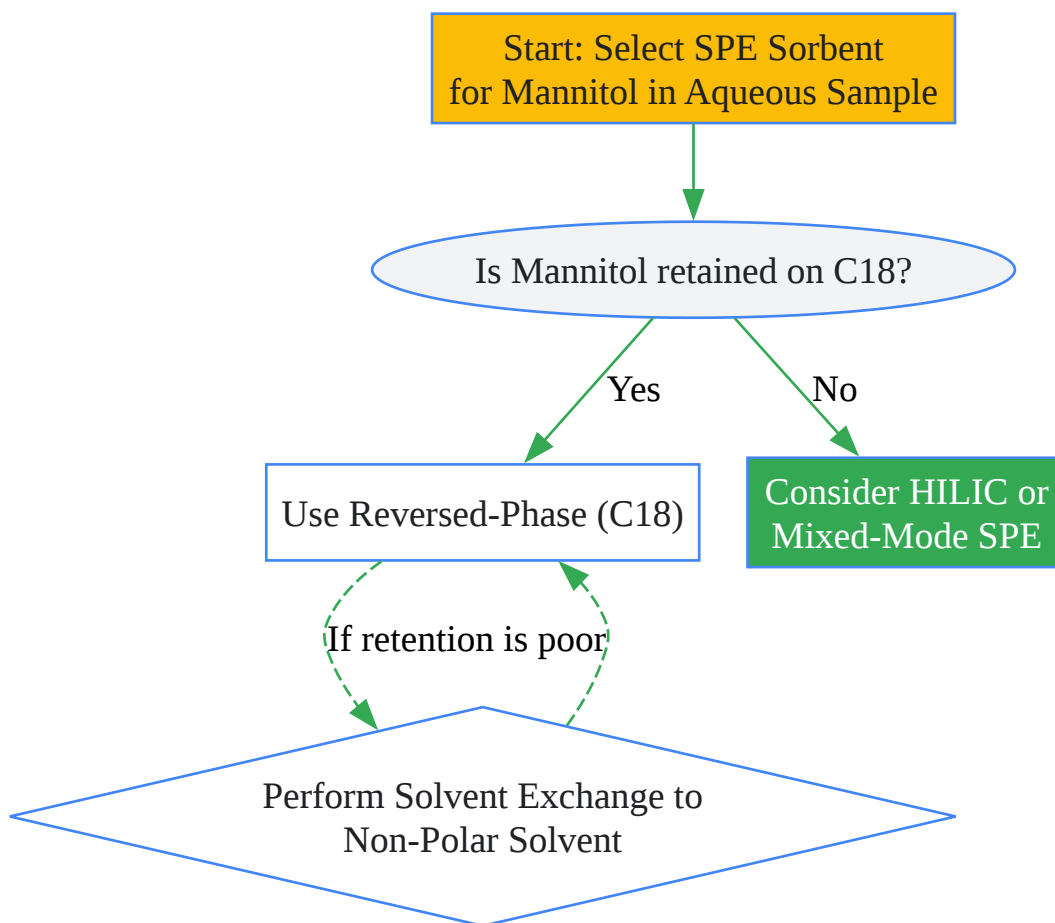 Start: Select SPE Sorbent
for Mannitol in Aqueous Sample
Is Mannitol retained on C18?
Yes
No
Use Reversed-Phase (C18)
Consider HILIC or
Mixed-Mode SPE
If retention is poor
Perform Solvent Exchange to
Non-Polar Solvent